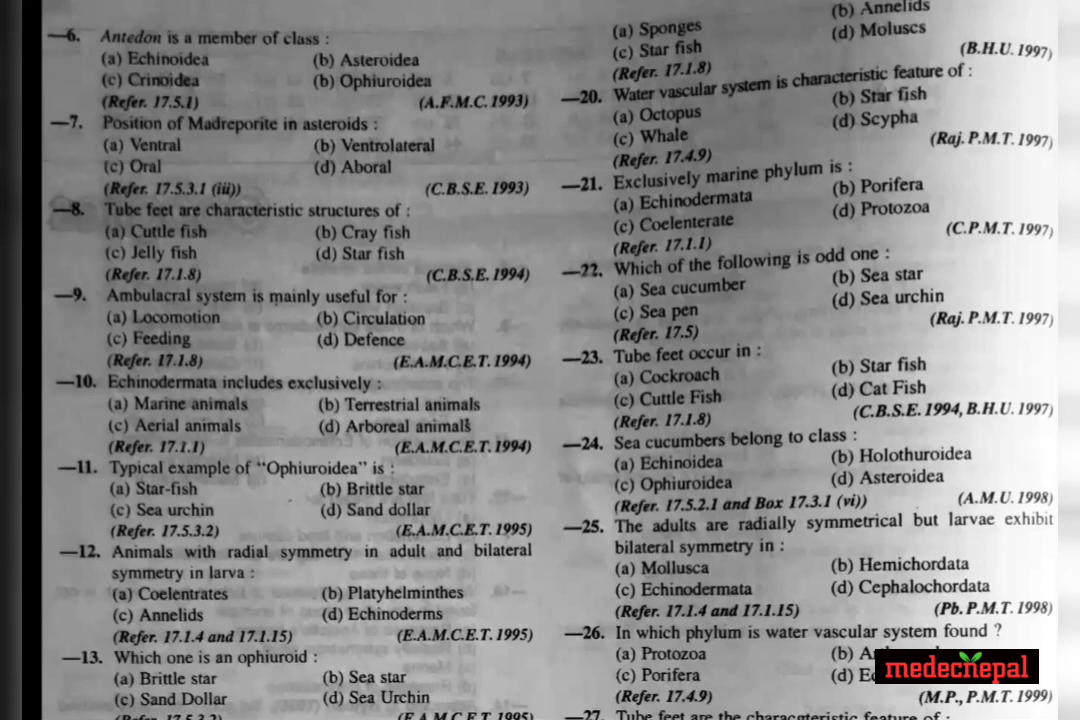 —6. Antedon is a member of class :
(a) Echinoidea (b) Asteroidea
(c) Crinoidea (b) Ophiuroidea
(Refer. 17.5.1) (A.F.M.C. 1993)
—7. Position of Madreporite in asteroids :
(a) Ventral (b) Ventrolateral
(c) Oral (d) Aboral
(Refer. 17.5.3.1 (iii)) (C.B.S.E. 1993)
—8. Tube feet are characteristic structures of :
(a) Cuttle fish (b) Cray fish
(c) Jelly fish (d) Star fish
(Refer. 17.1.8) (C.B.S.E. 1994)
—9. Ambulacral system is mainly useful for :
(a) Locomotion (b) Circulation
(c) Feeding (d) Defence
(Refer. 17.1.8) (E.A.M.C.E.T. 1994)
—10. Echinodermata includes exclusively :
(a) Marine animals (b) Terrestrial animals
(c) Aerial animals (d) Arboreal animals
(Refer. 17.1.1) (E.A.M.C.E.T. 1994)
—11. Typical example of “Ophiuroidea” is :
(a) Star-fish (b) Brittle star
(c) Sea urchin (d) Sand dollar
(Refer. 17.5.3.2) (E.A.M.C.E.T. 1995)
—12. Animals with radial symmetry in adult and bilateral
symmetry in larva :
(a) Coelentrates (b) Platyhelminthes
(c) Annelids (d) Echinoderms
(Refer. 17.1.4 and 17.1.15) (E.A.M.C.E.T. 1995)
—13. Which one is an ophiuroid :
(a) Brittle star (b) Sea star
(c) Sand Dollar (d) Sea Urchin
(Refer. 17.5.3.2) (E.A.M.C.E.T. 1995)
(a) Sponges (b) Annelids
(c) Star fish (d) Moluscs
(Refer. 17.1.8) (B.H.U. 1997)
—20. Water vascular system is characteristic feature of :
(a) Octopus (b) Star fish
(c) Whale (d) Scypha
(Refer. 17.4.9) (Raj. P.M.T. 1997)
—21. Exclusively marine phylum is :
(a) Echinodermata (b) Porifera
(c) Coelenterate (d) Protozoa
(Refer. 17.1.1) (C.P.M.T. 1997)
—22. Which of the following is odd one :
(a) Sea cucumber (b) Sea star
(c) Sea pen (d) Sea urchin
(Refer. 17.5) (Raj. P.M.T. 1997)
—23. Tube feet occur in :
(a) Cockroach (b) Star fish
(c) Cuttle Fish (d) Cat Fish
(Refer. 17.1.8) (C.B.S.E. 1994, B.H.U. 1997)
—24. Sea cucumbers belong to class :
(a) Echinoidea (b) Holothuroidea
(c) Ophiuroidea (d) Asteroidea
(Refer. 17.5.2.1 and Box 17.3.1 (vi)) (A.M.U. 1998)
—25. The adults are radially symmetrical but larvae exhibit
bilateral symmetry in :
(a) Mollusca (b) Hemichordata
(c) Echinodermata (d) Cephalochordata
(Refer. 17.1.4 and 17.1.15) (Pb. P.M.T. 1998)
—26. In which phylum is water vascular system found ?
(a) Protozoa (b)
(c) Porifera (d)
(Refer. 17.4.9) (M.P., P.M.T. 1999)
—27. Tube feet are the characteristic feature of :
medecnepal